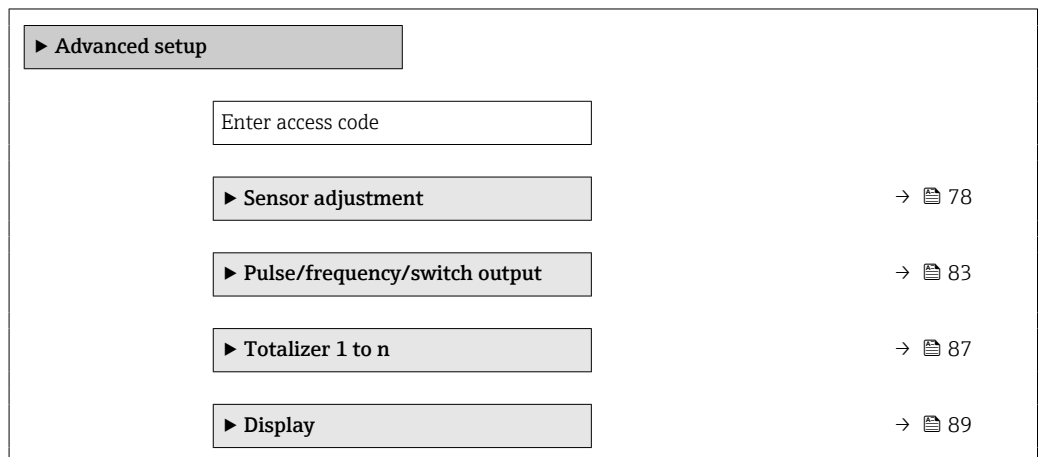 ▶ Advanced setup
Enter access code
▶ Sensor adjustment → 78
▶ Pulse/frequency/switch output → 83
▶ Totalizer 1 to n → 87
▶ Display → 89